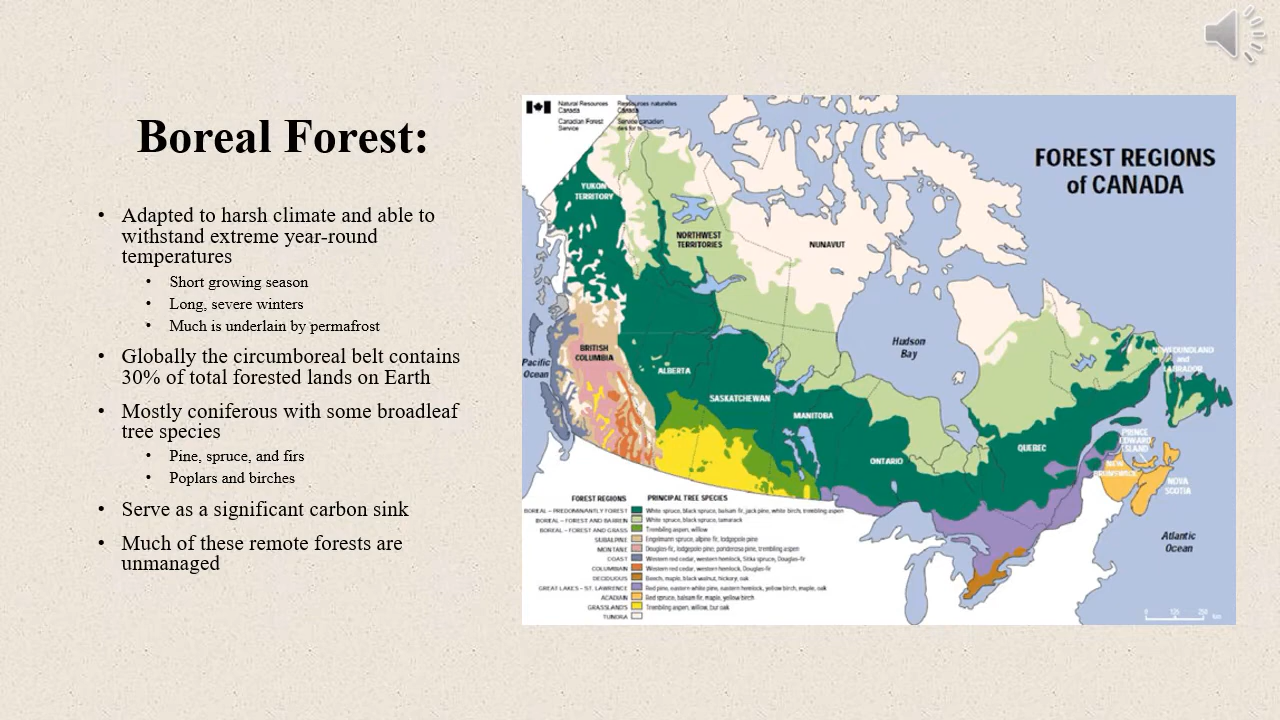 Boreal Forest:
• Adapted to harsh climate and able to
withstand extreme year-round
temperatures
• Short growing season
• Long, severe winters
• Much is underlain by permafrost
• Globally the circumboreal belt contains
30% of total forested lands on Earth
• Mostly coniferous with some broadleaf
tree species
• Pine, spruce, and firs
• Poplars and birches
• Serve as a significant carbon sink
• Much of these remote forests are
unmanaged
Natural Resources
Canada
Ressources naturelles
Canada
Canadian Forest
Service
Service canadien
FOREST REGIONS
of CANADA
YUKON
TERRITORY
NORTHWEST
TERRITORIES
NUNAVUT
Hudson
Bay
BRITISH
COLUMBIA
Pacific
Ocean
ALBERTA
SASKATCHEWAN
MANITOBA
ONTARIO
QUEBEC
NEWFOUNDLAND
and
LABRADOR
PRINCE
EDWARD
ISLAND
NEW
BRUNSWICK
NOVA
SCOTIA
Atlantic
Ocean
FOREST REGIONS PRINCIPAL TREE SPECIES
BOREAL – PREDOMINANTLY FOREST White spruce, black spruce, balsam fir, jack pine, white birch, trembling aspen
BOREAL – FOREST AND BARREN White spruce, black spruce, tamarack
BOREAL – FOREST AND GRASS Trembling aspen, willow
SUBALPINE Engelmann spruce, alpine fir, lodgepole pine
MONTANE Douglas-fir, lodgepole pine, ponderosa pine, trembling aspen
COAST Western red cedar, western hemlock, Sitka spruce, Douglas-fir
COLUMBIAN Western red cedar, western hemlock, Douglas-fir
DECIDUOUS Beech, maple, black walnut, hickory, oak
GREAT LAKES – ST. LAWRENCE Red pine, eastern white pine, eastern hemlock, yellow birch, maple, oak
ACADIAN Red spruce, balsam fir, maple, yellow birch
GRASSLANDS Trembling aspen, willow, bur oak
TUNDRA
0 125 250
km